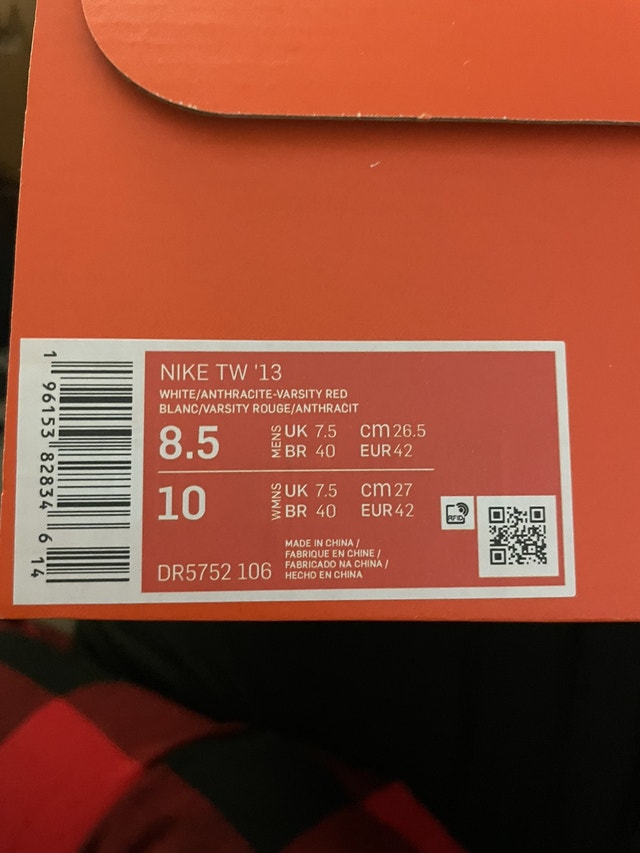 NIKE TW '13
WHITE/ANTHRACITE-VARSITY RED
BLANC/VARSITY ROUGE/ANTHRACIT
8.5 MENS UK 7.5 cm 26.5
BR 40 EUR 42
10 WMNS UK 7.5 cm 27
BR 40 EUR 42
MADE IN CHINA /
FABRIQUE EN CHINE /
FABRICADO NA CHINA /
HECHO EN CHINA
DR5752 106
RFID
1 96153 82834 6 14